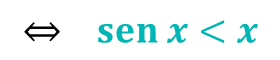 ⇔ sen x < x